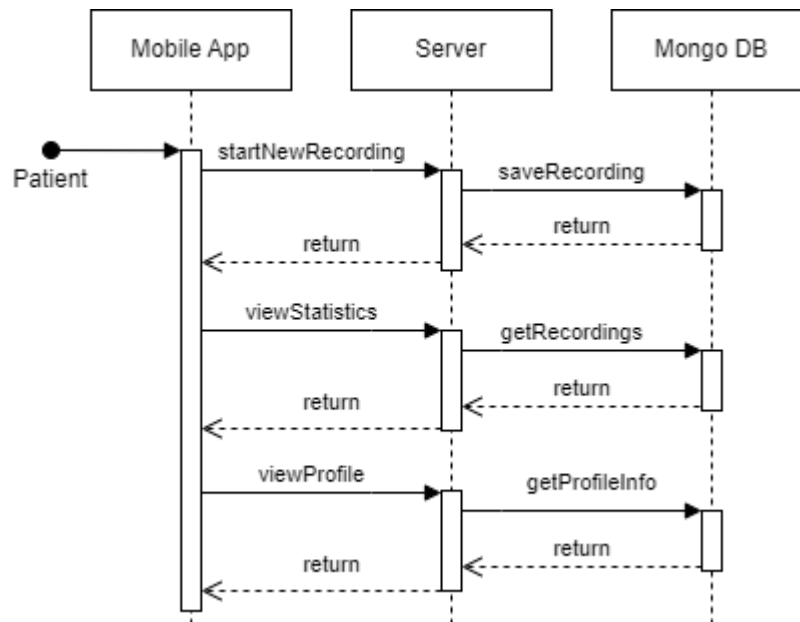 Mobile App
Server
Mongo DB
Patient
startNewRecording
saveRecording
return
return
viewStatistics
getRecordings
return
return
viewProfile
getProfileInfo
return
return